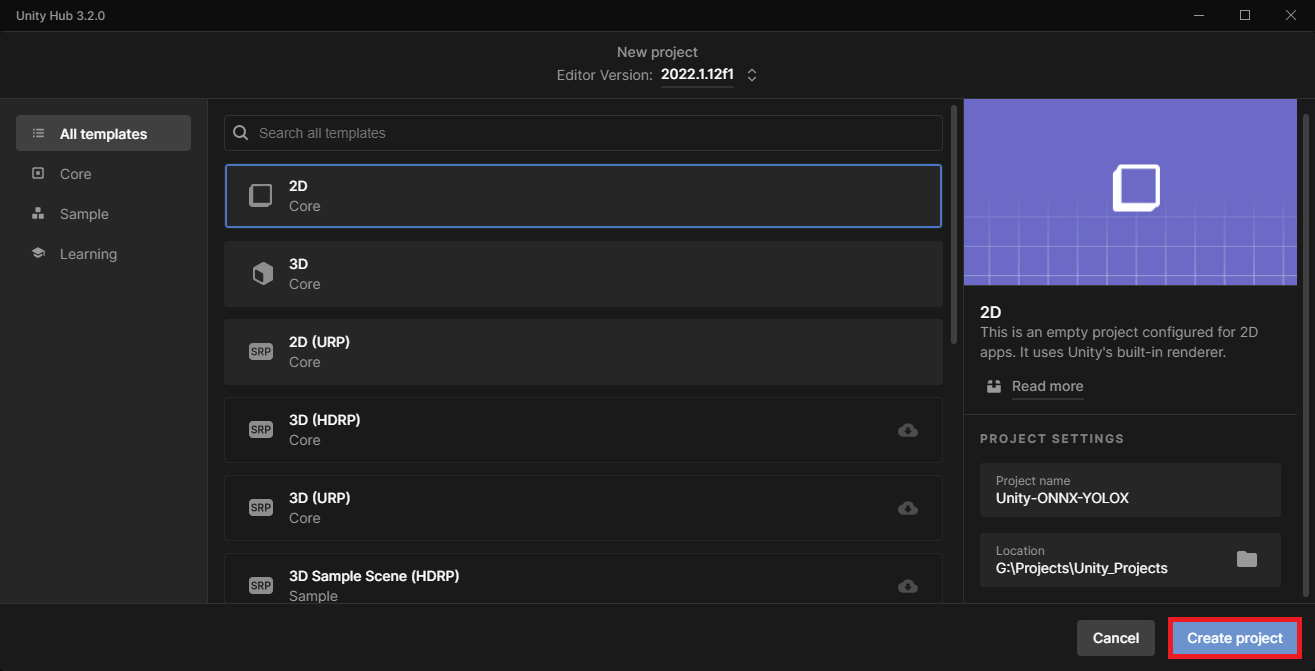 Unity Hub 3.2.0
New project
Editor Version: 2022.1.12f1
All templates
Core
Sample
Learning
Search all templates
2D
Core
3D
Core
SRP
2D (URP)
Core
SRP
3D (HDRP)
Core
SRP
3D (URP)
Core
SRP
3D Sample Scene (HDRP)
Sample
2D
This is an empty project configured for 2D
apps. It uses Unity's built-in renderer.
Read more
PROJECT SETTINGS
Project name
Unity-ONNX-YOLOX
Location
G:\Projects\Unity_Projects
Cancel
Create project